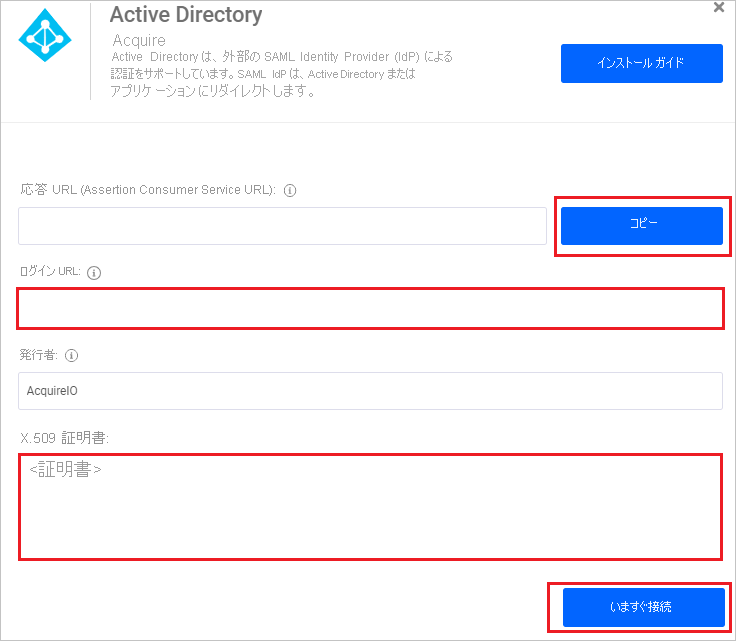 Active Directory
Acquire
Active Directory は、外部の SAML Identity Provider (IdP) による
認証をサポートしています。SAML IdP は、Active Directory または
アプリケーションにリダイレクトします。
インストール ガイド
応答 URL (Assertion Consumer Service URL):
コピー
ログイン URL:
発行者:
AcquireIO
X.509 証明書:
<証明書>
いますぐ接続